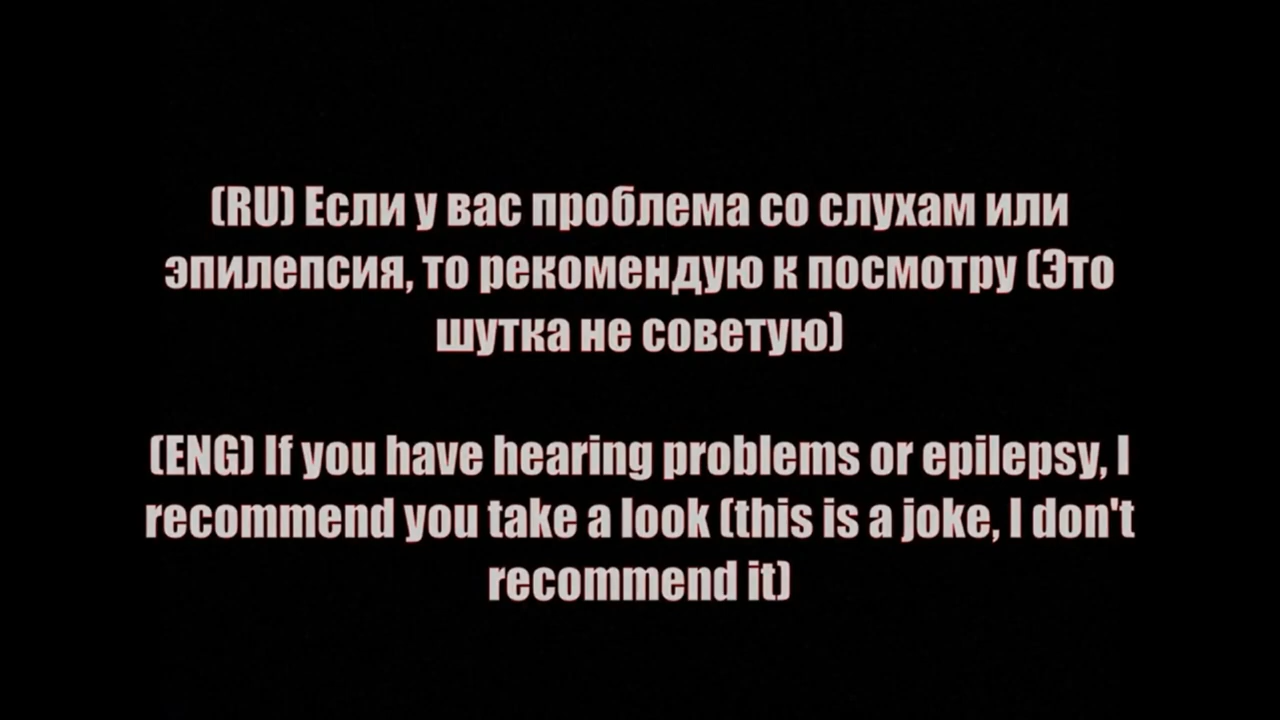 (RU) Если у вас проблема со слухам или
эпилепсия, то рекомендую к посмотру (Это
шутка не советую)
(ENG) If you have hearing problems or epilepsy, I
recommend you take a look (this is a joke, I don't
recommend it)